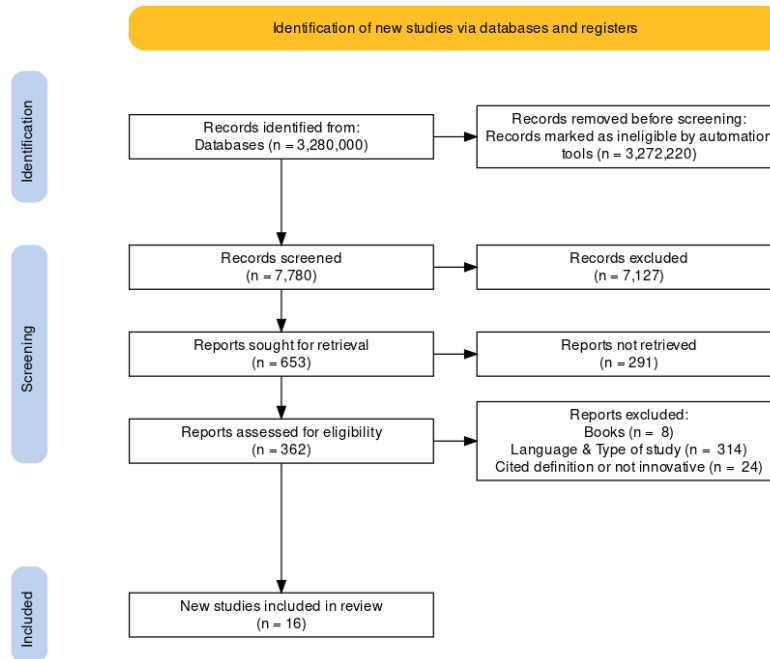 Identification of new studies via databases and registers
Identification
Records identified from:
Databases (n = 3,280,000)
Records removed before screening:
Records marked as ineligible by automation
tools (n = 3,272,220)
Screening
Records screened
(n = 7,780)
Records excluded
(n = 7,127)
Reports sought for retrieval
(n = 653)
Reports not retrieved
(n = 291)
Reports assessed for eligibility
(n = 362)
Reports excluded:
Books (n = 8)
Language & Type of study (n = 314)
Cited definition or not innovative (n = 24)
Included
New studies included in review
(n = 16)